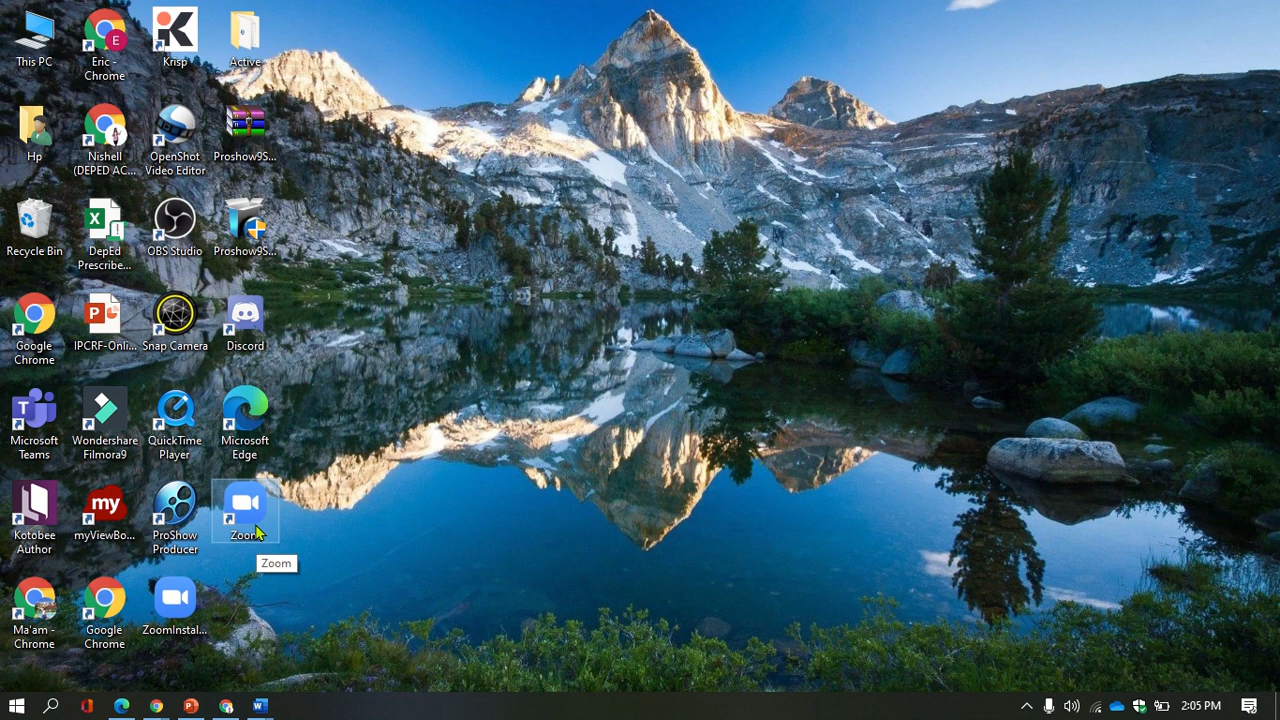 This PC
Eric -
Chrome
Krisp
Active
Hp
Nishell
(DEPED AC...
OpenShot
Video Editor
Proshow9S...
Recycle Bin
DepEd
Prescribe...
OBS Studio
Proshow9S...
Google
Chrome
IPCRF-Onli...
Snap Camera
Discord
Microsoft
Teams
Wondershare
Filmora9
QuickTime
Player
Microsoft
Edge
Kotobee
Author
my
myViewBo...
ProShow
Producer
Zoom
Zoom
Ma'am -
Chrome
Google
Chrome
ZoomInstal...
2:05 PM